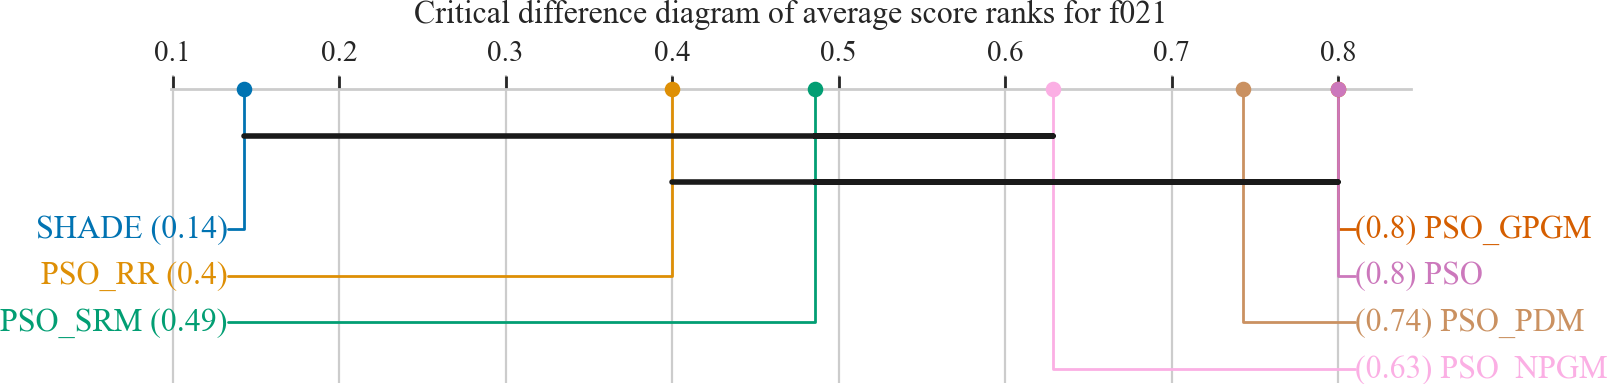 Critical difference diagram of average score ranks for f021
0.1 0.2 0.3 0.4 0.5 0.6 0.7 0.8
SHADE (0.14) (0.8) PSO_GPGM
PSO_RR (0.4) (0.8) PSO
PSO_SRM (0.49) (0.74) PSO_PDM
(0.63) PSO_NPGM